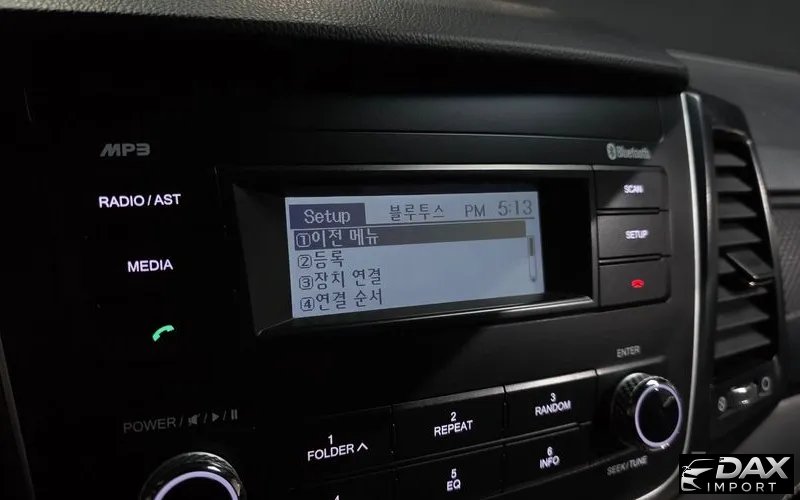 MP3
Bluetooth
RADIO / AST
SCAN
Setup 블루투스 PM 5:13
①이전 메뉴
②등록
③장치 연결
④연결 순서
SETUP
MEDIA
ENTER
POWER /
1
FOLDER ∧
2
REPEAT
3
RANDOM
4
5
EQ
6
INFO
SEEK / TUNE
DAX
IMPORT